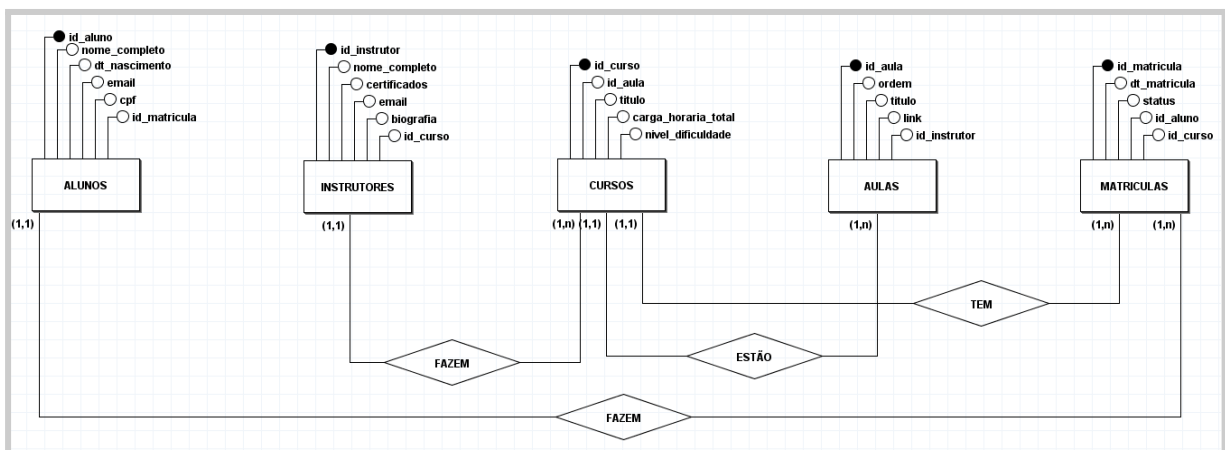 id_aluno
nome_completo
dt_nascimento
email
cpf
id_matricula
ALUNOS
(1,1)
id_instrutor
nome_completo
certificados
email
biografia
id_curso
INSTRUTORES
(1,1)
id_curso
id_aula
titulo
carga_horaria_total
nivel_dificuldade
CURSOS
(1,n) (1,1) (1,1)
id_aula
ordem
titulo
link
id_instrutor
AULAS
(1,n)
id_matricula
dt_matricula
status
id_aluno
id_curso
MATRICULAS
(1,n) (1,n)
TEM
ESTÃO
FAZEM
FAZEM